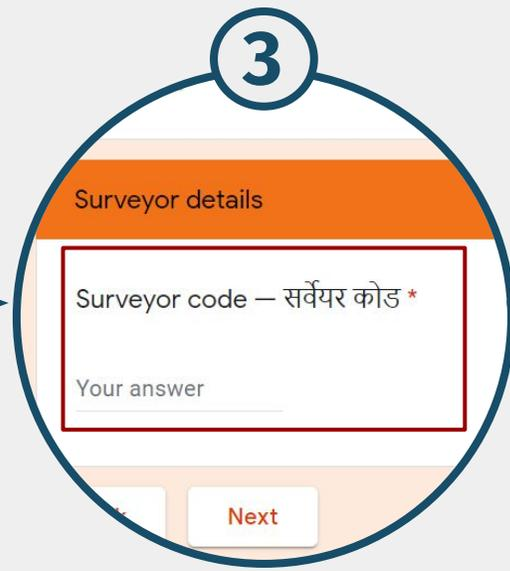 3
Surveyor details
Surveyor code — सर्वेयर कोड *
Your answer
Next